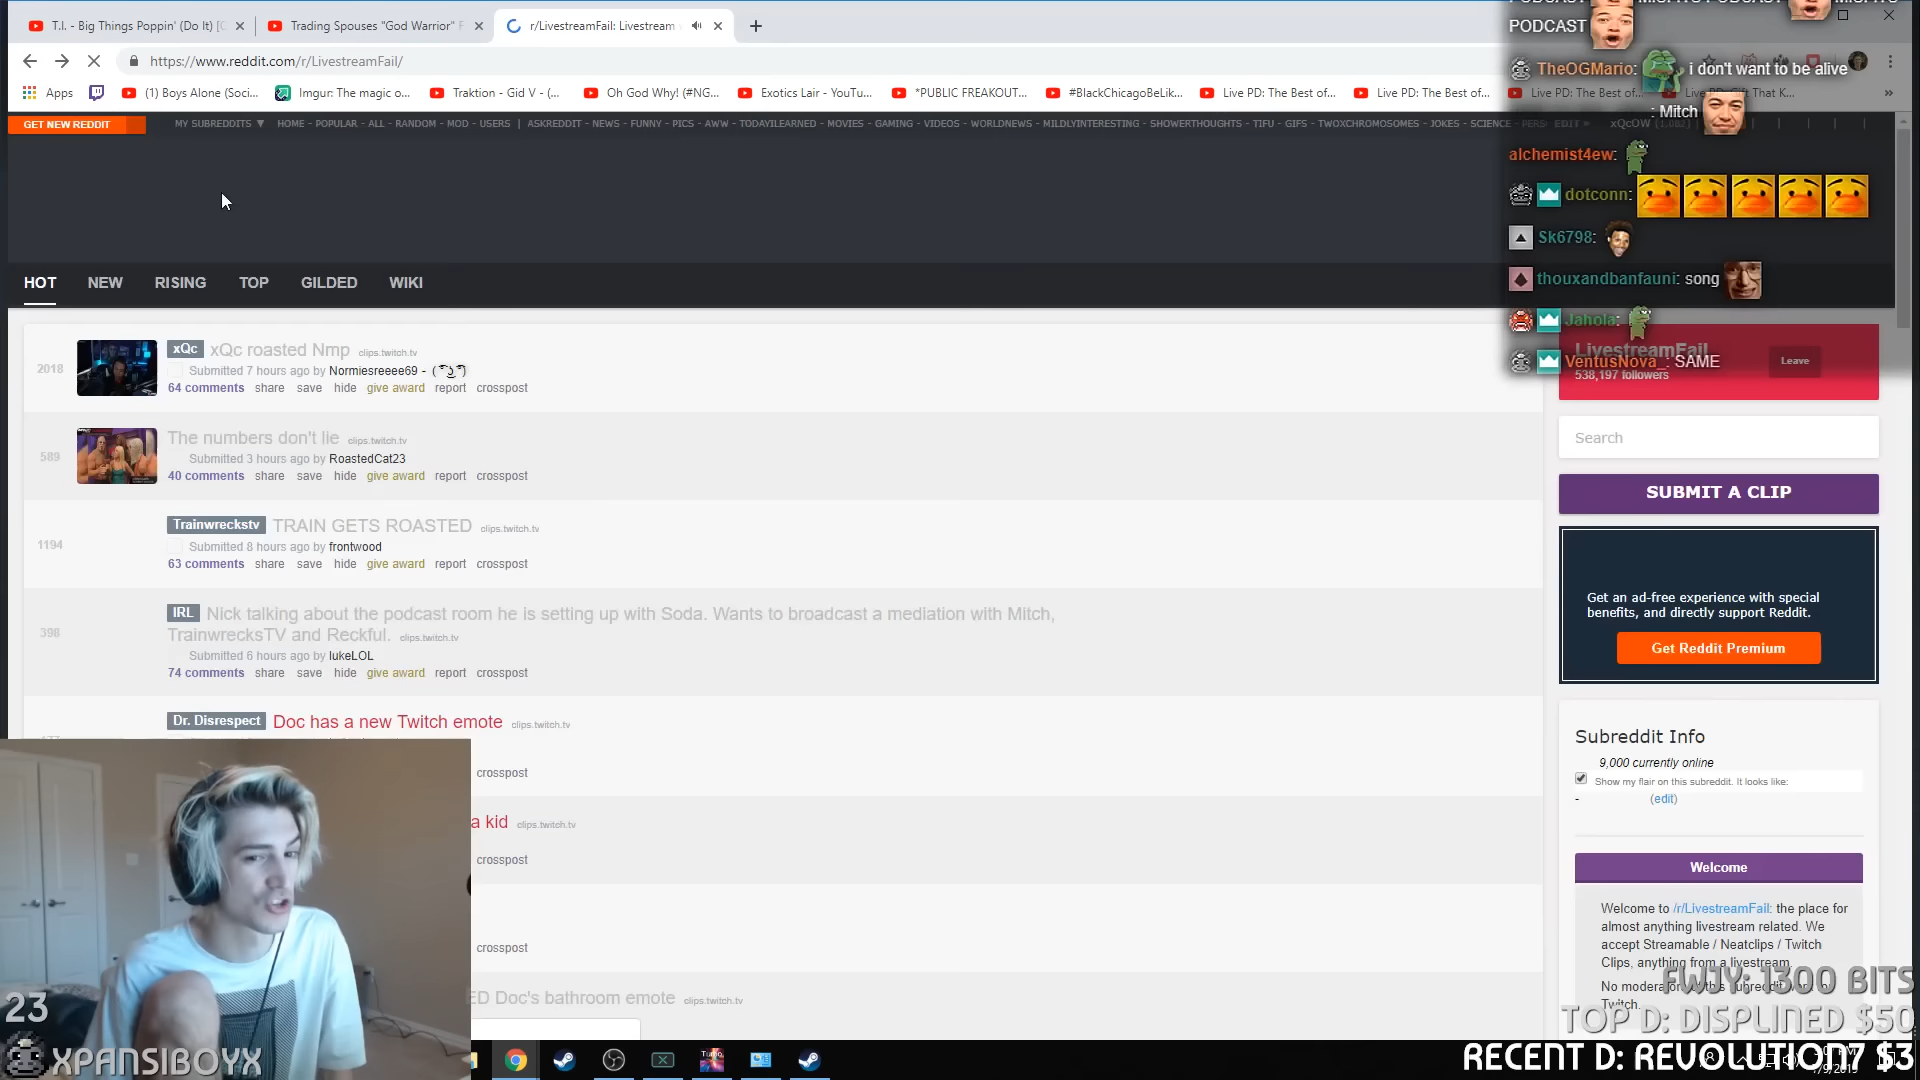 T.I. - Big Things Poppin' (Do It) [
Trading Spouses "God Warrior" F
r/LivestreamFail: Livestream
https://www.reddit.com/r/LivestreamFail/
Apps
(1) Boys Alone (Soci...
Imgur: The magic o...
Traktion - Gid V - (...
Oh God Why! (#NG...
Exotics Lair - YouTu...
*PUBLIC FREAKOUT...
#BlackChicagoBeLik...
Live PD: The Best of...
Live PD: The Best of...
GET NEW REDDIT
MY SUBREDDITS ▼ HOME - POPULAR - ALL - RANDOM - MOD - USERS | ASKREDDIT - NEWS - FUNNY - PICS - AWW - TODAYILEARNED - MOVIES - GAMING - VIDEOS - WORLDNEWS - MILDLYINTERESTING - SHOWERTHOUGHTS - TIFU - GIFS - TWOXCHROMOSOMES - JOKES - SCIENCE - EDIT » xQcOW
PODCAST
TheOGMario: i don't want to be alive
: Mitch
alchemist4ew:
dotconn:
Sk6798:
thouxandbanfauni: song
Jahola:
VentusNova_: SAME
HOT NEW RISING TOP GILDED WIKI
2018
xQc xQc roasted Nmp clips.twitch.tv
Submitted 7 hours ago by Normiesreeee69 - ( ͡° ͜ʖ ͡°)
64 comments share save hide give award report crosspost
589
The numbers don't lie clips.twitch.tv
Submitted 3 hours ago by RoastedCat23
40 comments share save hide give award report crosspost
1194
Trainwreckstv TRAIN GETS ROASTED clips.twitch.tv
Submitted 8 hours ago by frontwood
63 comments share save hide give award report crosspost
398
IRL Nick talking about the podcast room he is setting up with Soda. Wants to broadcast a mediation with Mitch,
TrainwrecksTV and Reckful. clips.twitch.tv
Submitted 6 hours ago by lukeLOL
74 comments share save hide give award report crosspost
Dr. Disrespect Doc has a new Twitch emote clips.twitch.tv
crosspost
a kid clips.twitch.tv
crosspost
crosspost
ED Doc's bathroom emote clips.twitch.tv
LivestreamFail
538,197 followers
Leave
Search
SUBMIT A CLIP
Get an ad-free experience with special
benefits, and directly support Reddit.
Get Reddit Premium
Subreddit Info
9,000 currently online
Show my flair on this subreddit. It looks like:
- (edit)
Welcome
Welcome to /r/LivestreamFail: the place for
almost anything livestream related. We
accept Streamable / Neatclips / Twitch
Clips, anything from a livestream
Twitch.
23
XPANSIBOYX
FWJY: 1300 BITS
TOP D: DISPLINED $50
RECENT D: REVOLUTION7 $3